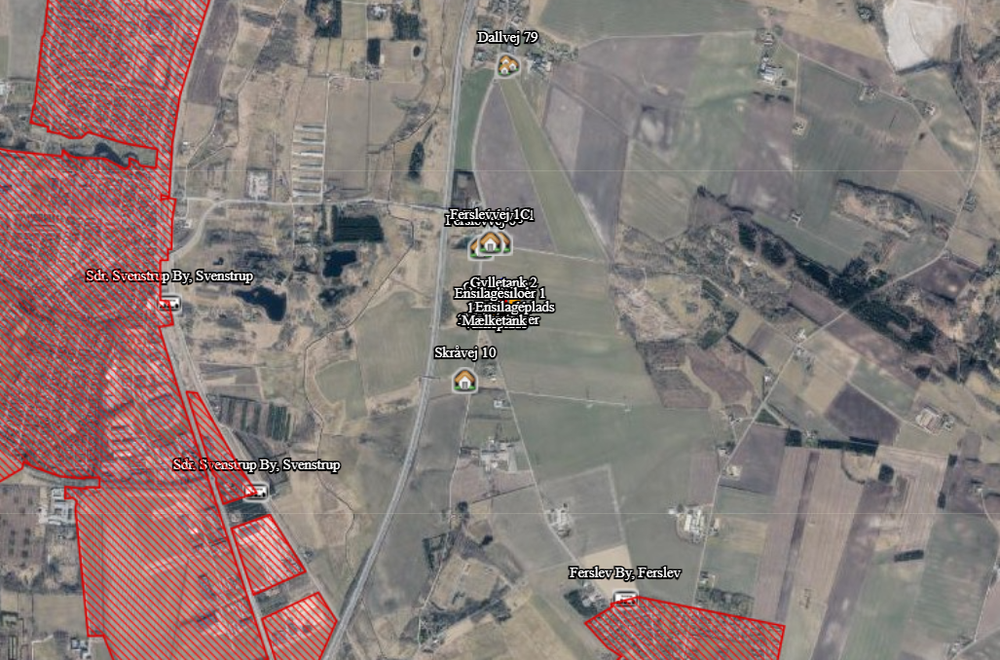 Dallvej 79
Ferslevvej 1C
Gylletank 2
Sdr. Svenstrup By, Svenstrup
Ensilagesiloer 1
Ensilageplads
Mælketank
Skråvej 10
Sdr. Svenstrup By, Svenstrup
Ferslev By, Ferslev